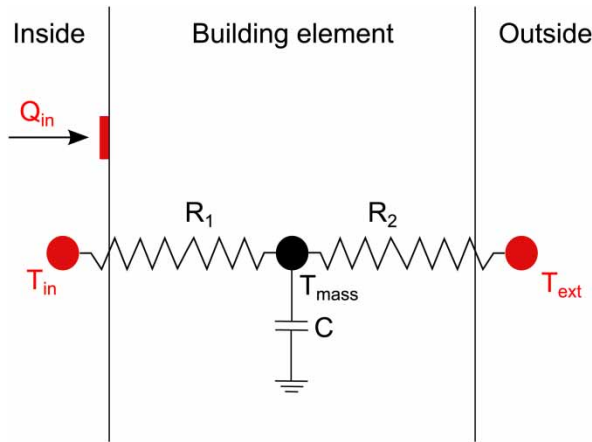 Inside Building element Outside
Q_in
R_1 R_2
T_in T_mass T_ext
C